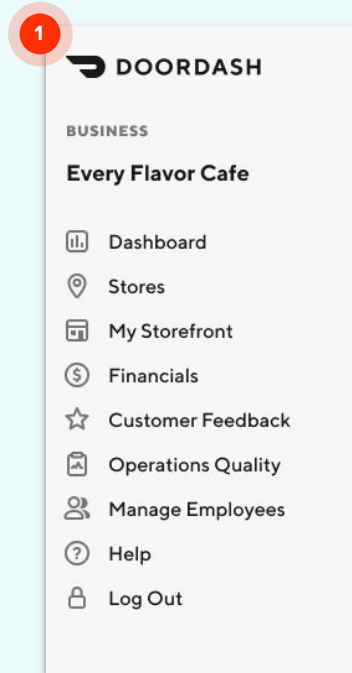 1
DOORDASH
BUSINESS
Every Flavor Cafe
Dashboard
Stores
My Storefront
$ Financials
Customer Feedback
Operations Quality
Manage Employees
? Help
Log Out